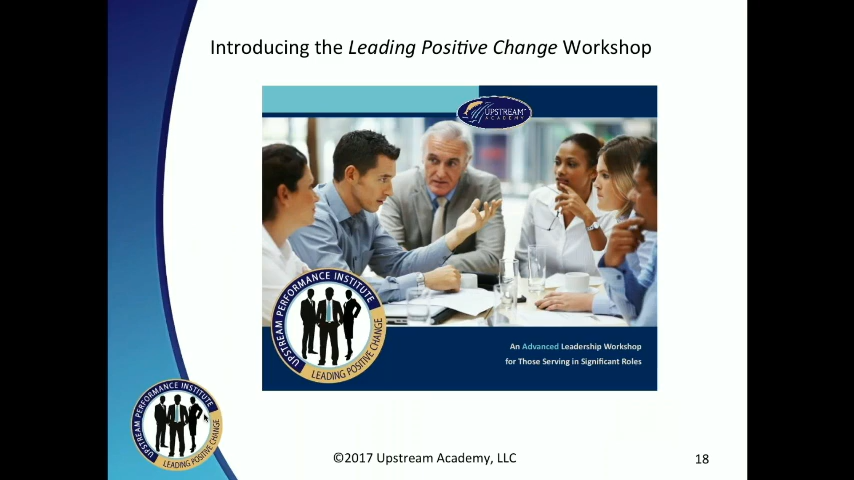 Introducing the Leading Positive Change Workshop
UPSTREAM
ACADEMY
UPSTREAM PERFORMANCE INSTITUTE
LEADING POSITIVE CHANGE
An Advanced Leadership Workshop
for Those Serving in Significant Roles
UPSTREAM PERFORMANCE INSTITUTE
LEADING POSITIVE CHANGE
©2017 Upstream Academy, LLC
18